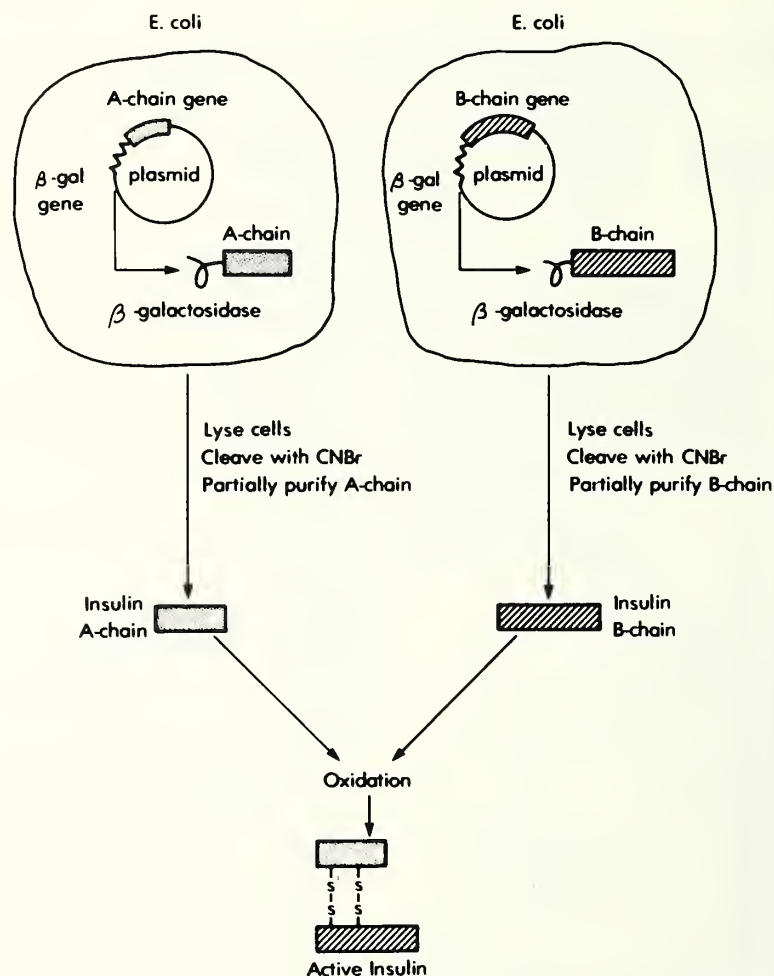 E. coli
A-chain gene
plasmid
β-gal
gene
A-chain
β-galactosidase
Lyse cells
Cleave with CNBr
Partially purify A-chain
Insulin
A-chain
E. coli
B-chain gene
plasmid
β-gal
gene
B-chain
β-galactosidase
Lyse cells
Cleave with CNBr
Partially purify B-chain
Insulin
B-chain
Oxidation
S S
S S
Active Insulin